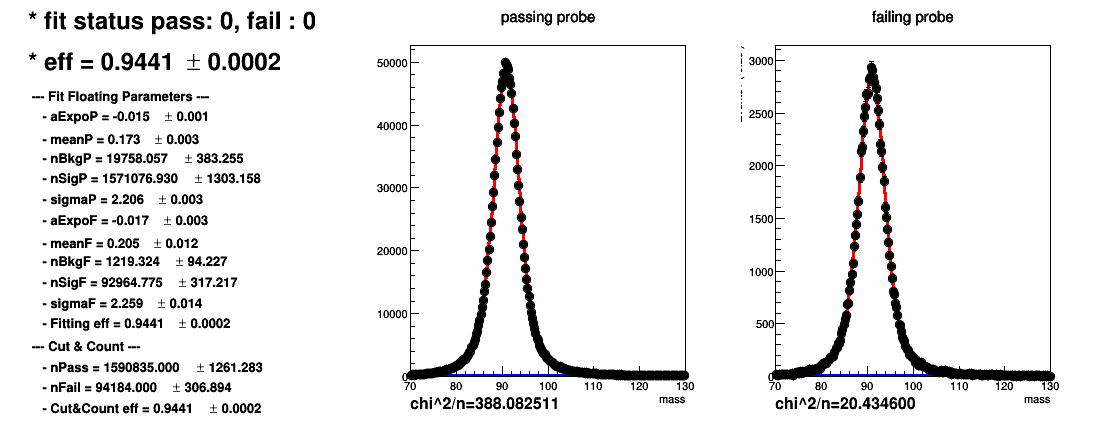 * fit status pass: 0, fail : 0
* eff = 0.9441 ± 0.0002
--- Fit Floating Parameters ---
- aExpoP = -0.015 ± 0.001
- meanP = 0.173 ± 0.003
- nBkgP = 19758.057 ± 383.255
- nSigP = 1571076.930 ± 1303.158
- sigmaP = 2.206 ± 0.003
- aExpoF = -0.017 ± 0.003
- meanF = 0.205 ± 0.012
- nBkgF = 1219.324 ± 94.227
- nSigF = 92964.775 ± 317.217
- sigmaF = 2.259 ± 0.014
- Fitting eff = 0.9441 ± 0.0002
--- Cut & Count ---
- nPass = 1590835.000 ± 1261.283
- nFail = 94184.000 ± 306.894
- Cut&Count eff = 0.9441 ± 0.0002
passing probe
50000
40000
30000
20000
10000
0
70 80 90 100 110 120 130
mass
chi^2/n=388.082511
failing probe
3000
2500
2000
1500
1000
500
0
70 80 90 100 110 120 130
mass
chi^2/n=20.434600